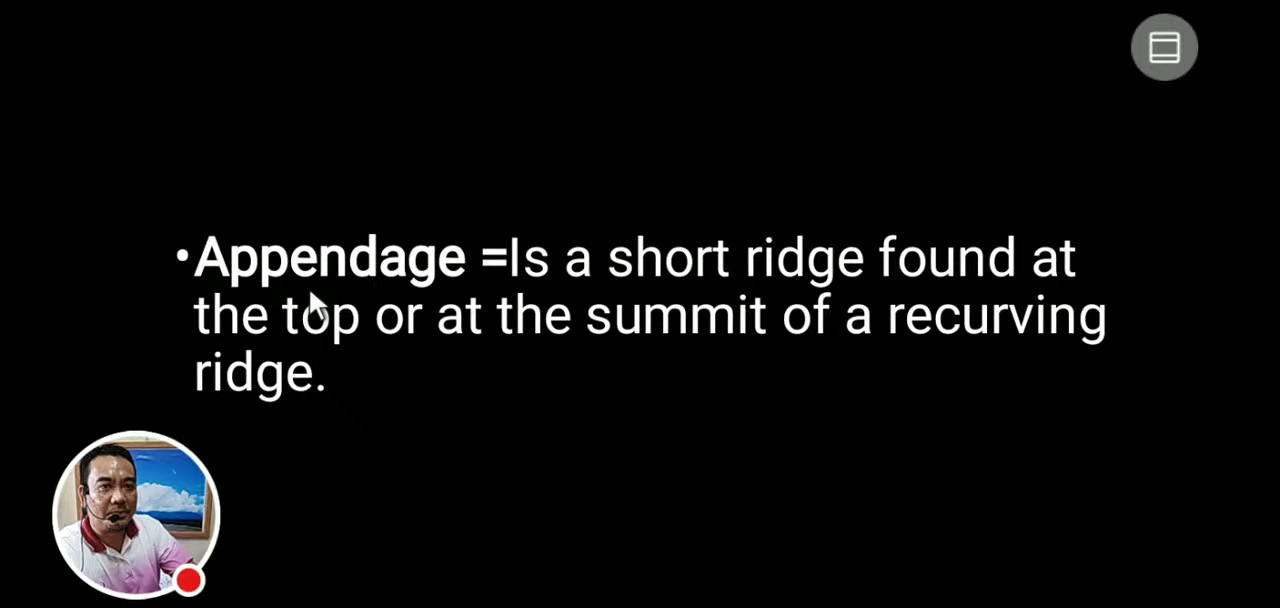 •Appendage =Is a short ridge found at
the top or at the summit of a recurving
ridge.